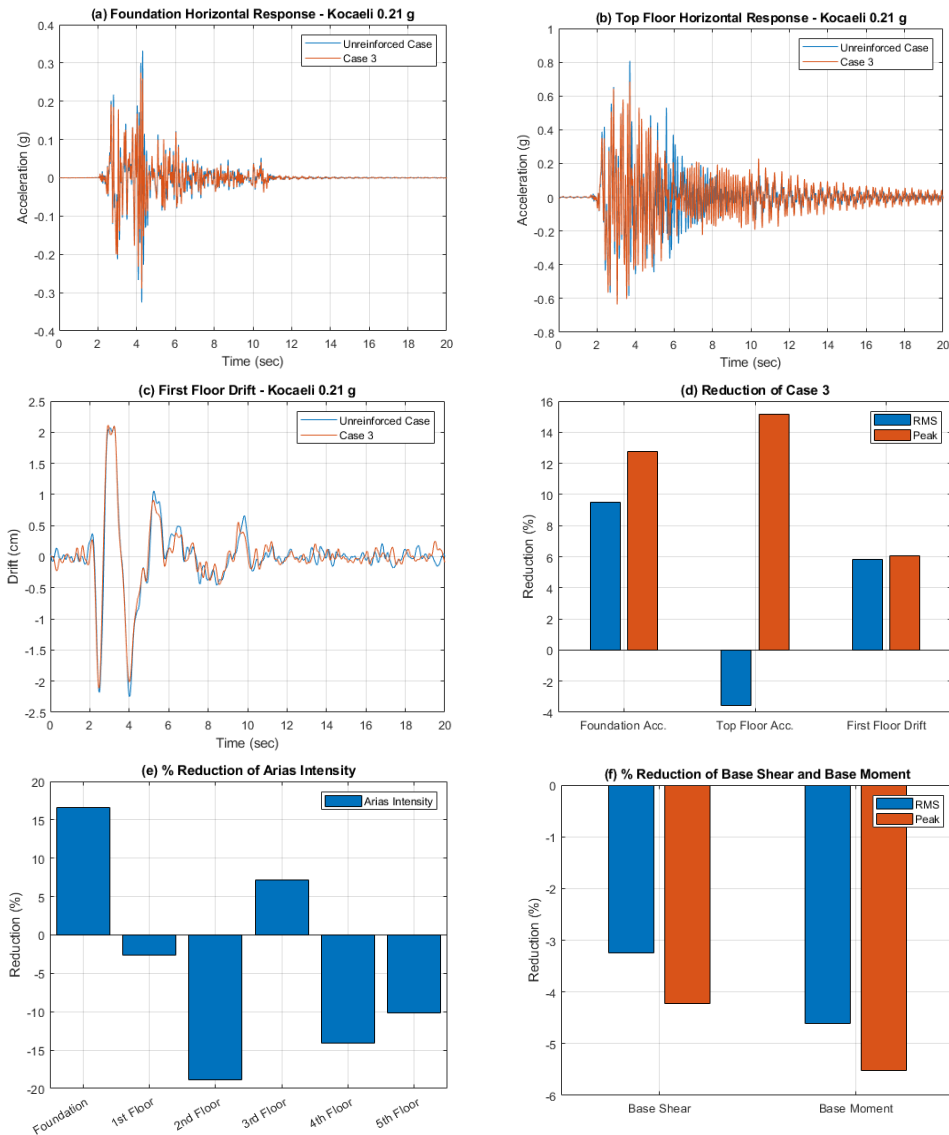 (a) Foundation Horizontal Response - Kocaeli 0.21 g
Unreinforced Case
Case 3
Acceleration (g)
0.4
0.3
0.2
0.1
0
-0.1
-0.2
-0.3
-0.4
0 2 4 6 8 10 12 14 16 18 20
Time (sec)
(b) Top Floor Horizontal Response - Kocaeli 0.21 g
Unreinforced Case
Case 3
Acceleration (g)
1
0.8
0.6
0.4
0.2
0
-0.2
-0.4
-0.6
-0.8
0 2 4 6 8 10 12 14 16 18 20
Time (sec)
(c) First Floor Drift - Kocaeli 0.21 g
Unreinforced Case
Case 3
Drift (cm)
2.5
2
1.5
1
0.5
0
-0.5
-1
-1.5
-2
-2.5
0 2 4 6 8 10 12 14 16 18 20
Time (sec)
(d) Reduction of Case 3
RMS
Peak
Reduction (%)
16
14
12
10
8
6
4
2
0
-2
-4
Foundation Acc. Top Floor Acc. First Floor Drift
(e) % Reduction of Arias Intensity
Arias Intensity
Reduction (%)
20
15
10
5
0
-5
-10
-15
-20
Foundation 1st Floor 2nd Floor 3rd Floor 4th Floor 5th Floor
(f) % Reduction of Base Shear and Base Moment
RMS
Peak
Reduction (%)
0
-1
-2
-3
-4
-5
-6
Base Shear Base Moment